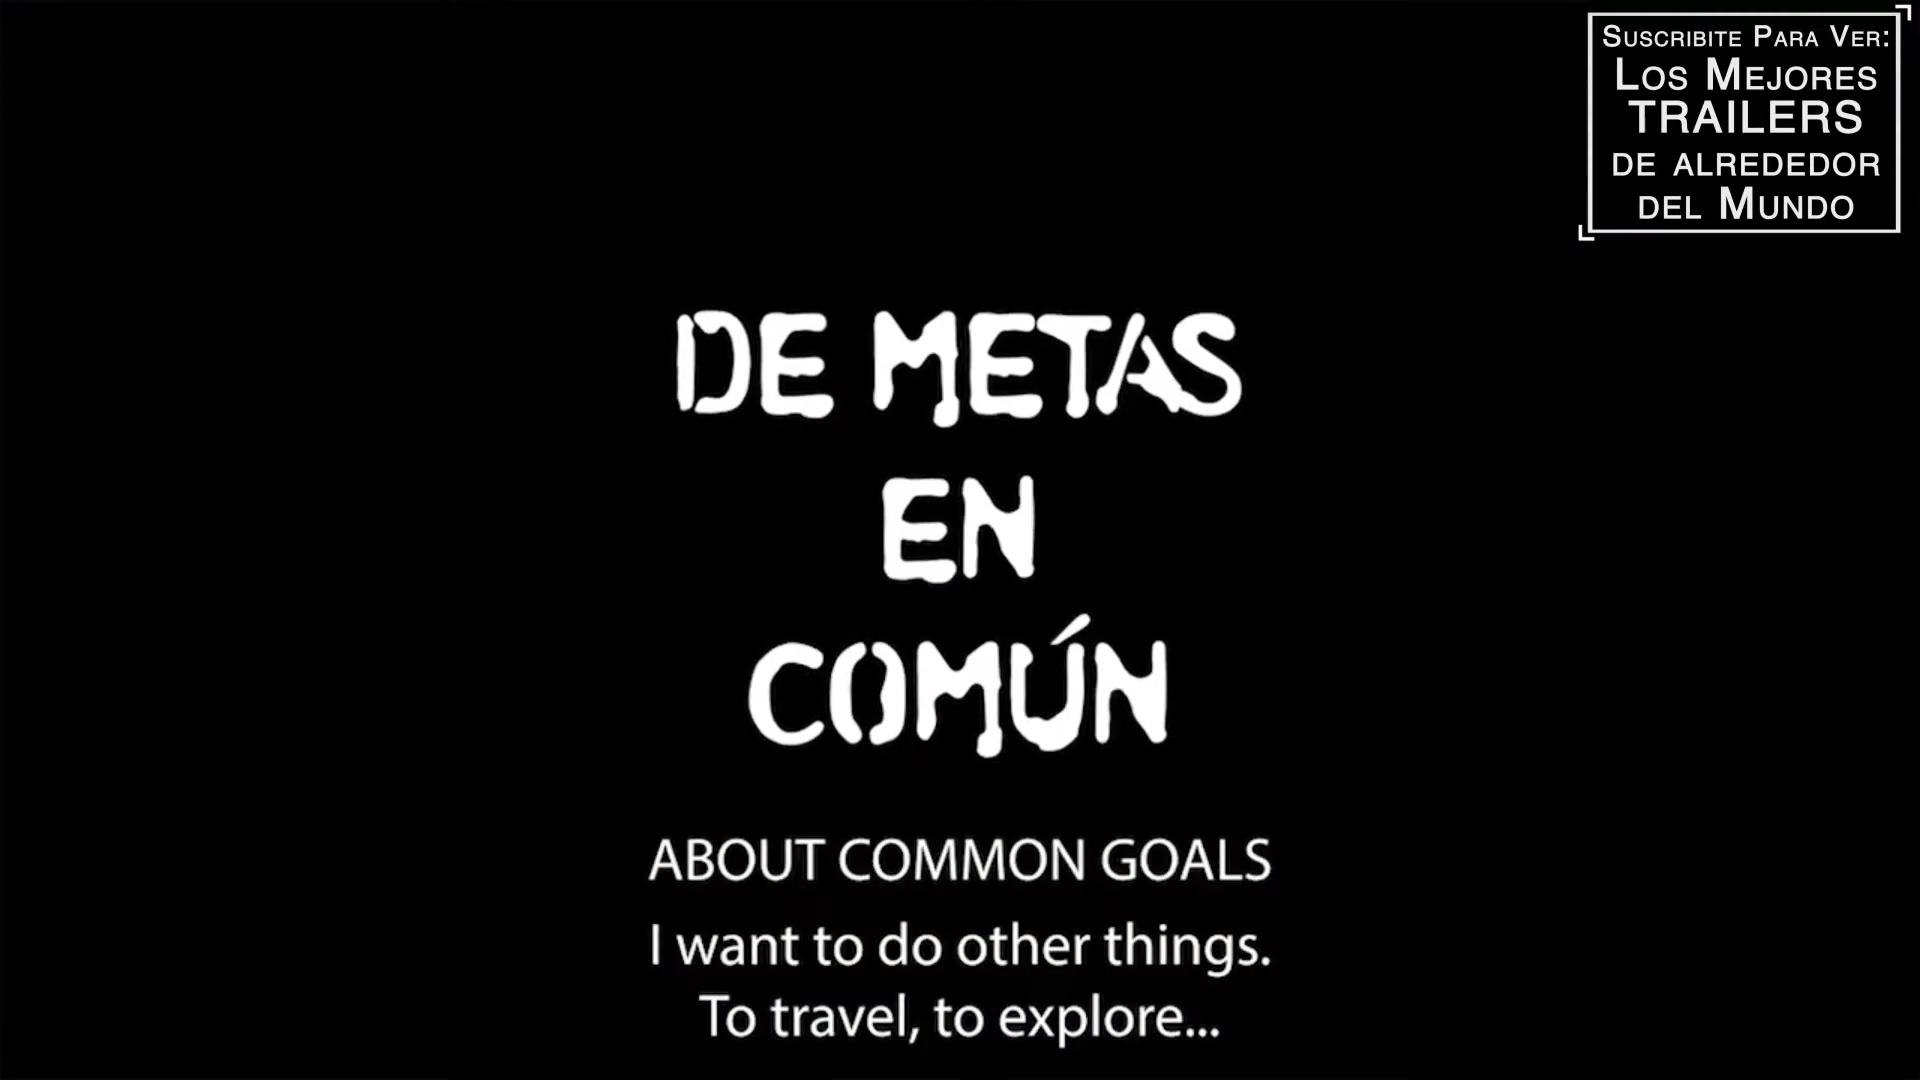 SUSCRIBITE PARA VER:
LOS MEJORES
TRAILERS
DE ALREDEDOR
DEL MUNDO
DE METAS
EN
COMÚN
ABOUT COMMON GOALS
I want to do other things.
To travel, to explore...